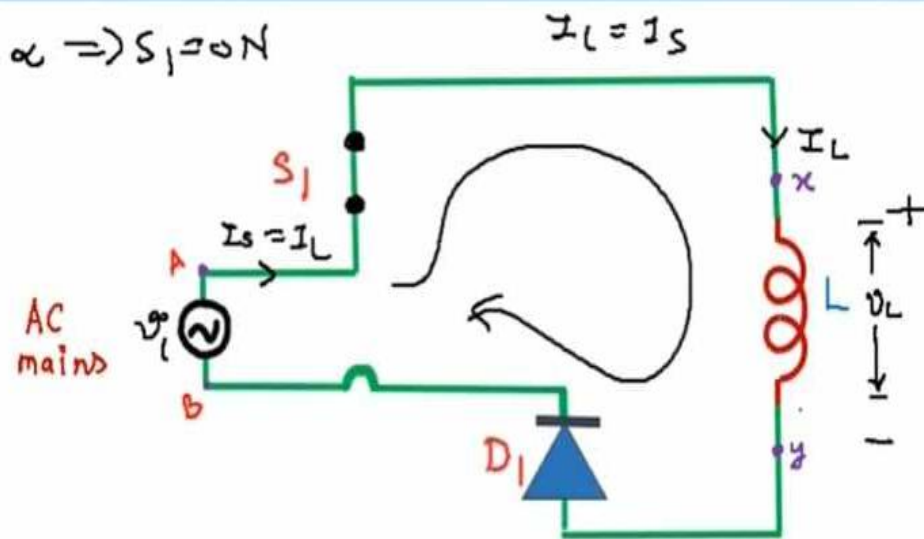 α => S1=ON
IL = IS
IL
x
S1
Is = IL
A
+
L
vL
AC
mains
vi
B
D1
y
-